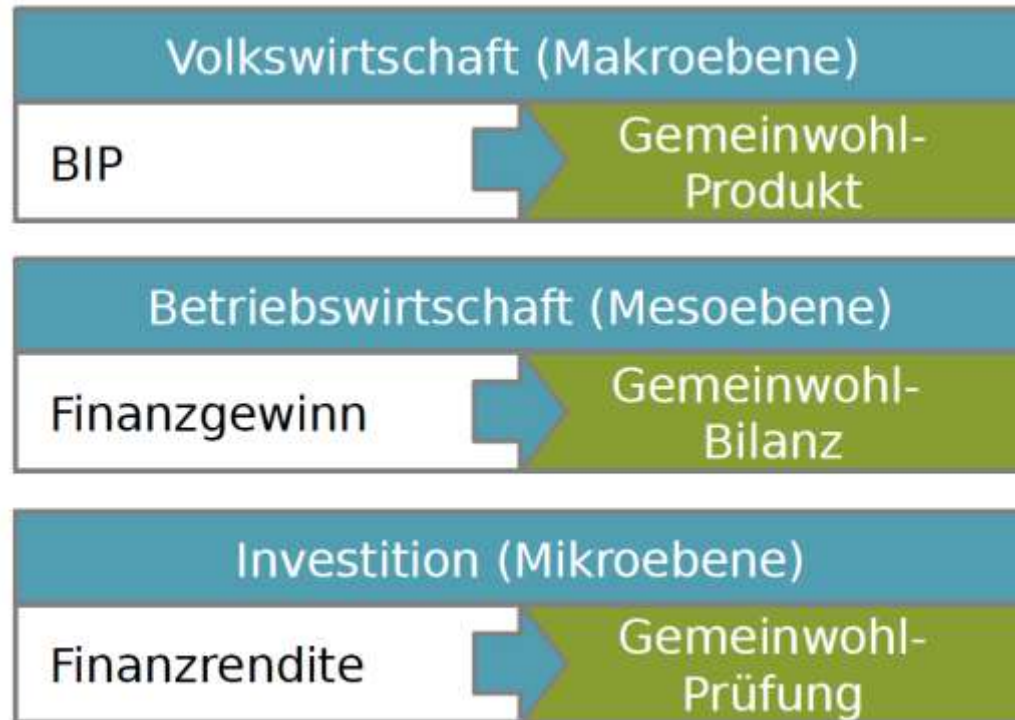 Volkswirtschaft (Makroebene)
BIP
Gemeinwohl-
Produkt
Betriebswirtschaft (Mesoebene)
Finanzgewinn
Gemeinwohl-
Bilanz
Investition (Mikroebene)
Finanzrendite
Gemeinwohl-
Prüfung